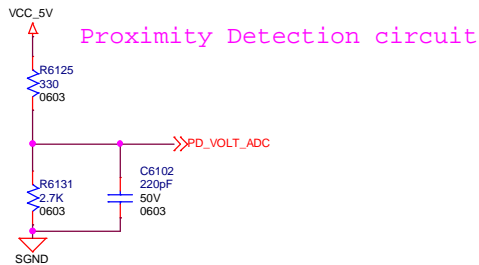 VCC_5V
Proximity Detection circuit
R6125
330
0603
PD_VOLT_ADC
R6131
2.7K
0603
C6102
220pF
50V
0603
SGND